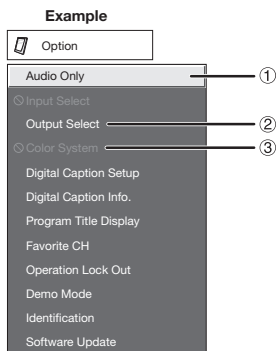 Example
Option
Audio Only ①
Input Select
Output Select ②
Color System ③
Digital Caption Setup
Digital Caption Info.
Program Title Display
Favorite CH
Operation Lock Out
Demo Mode
Identification
Software Update